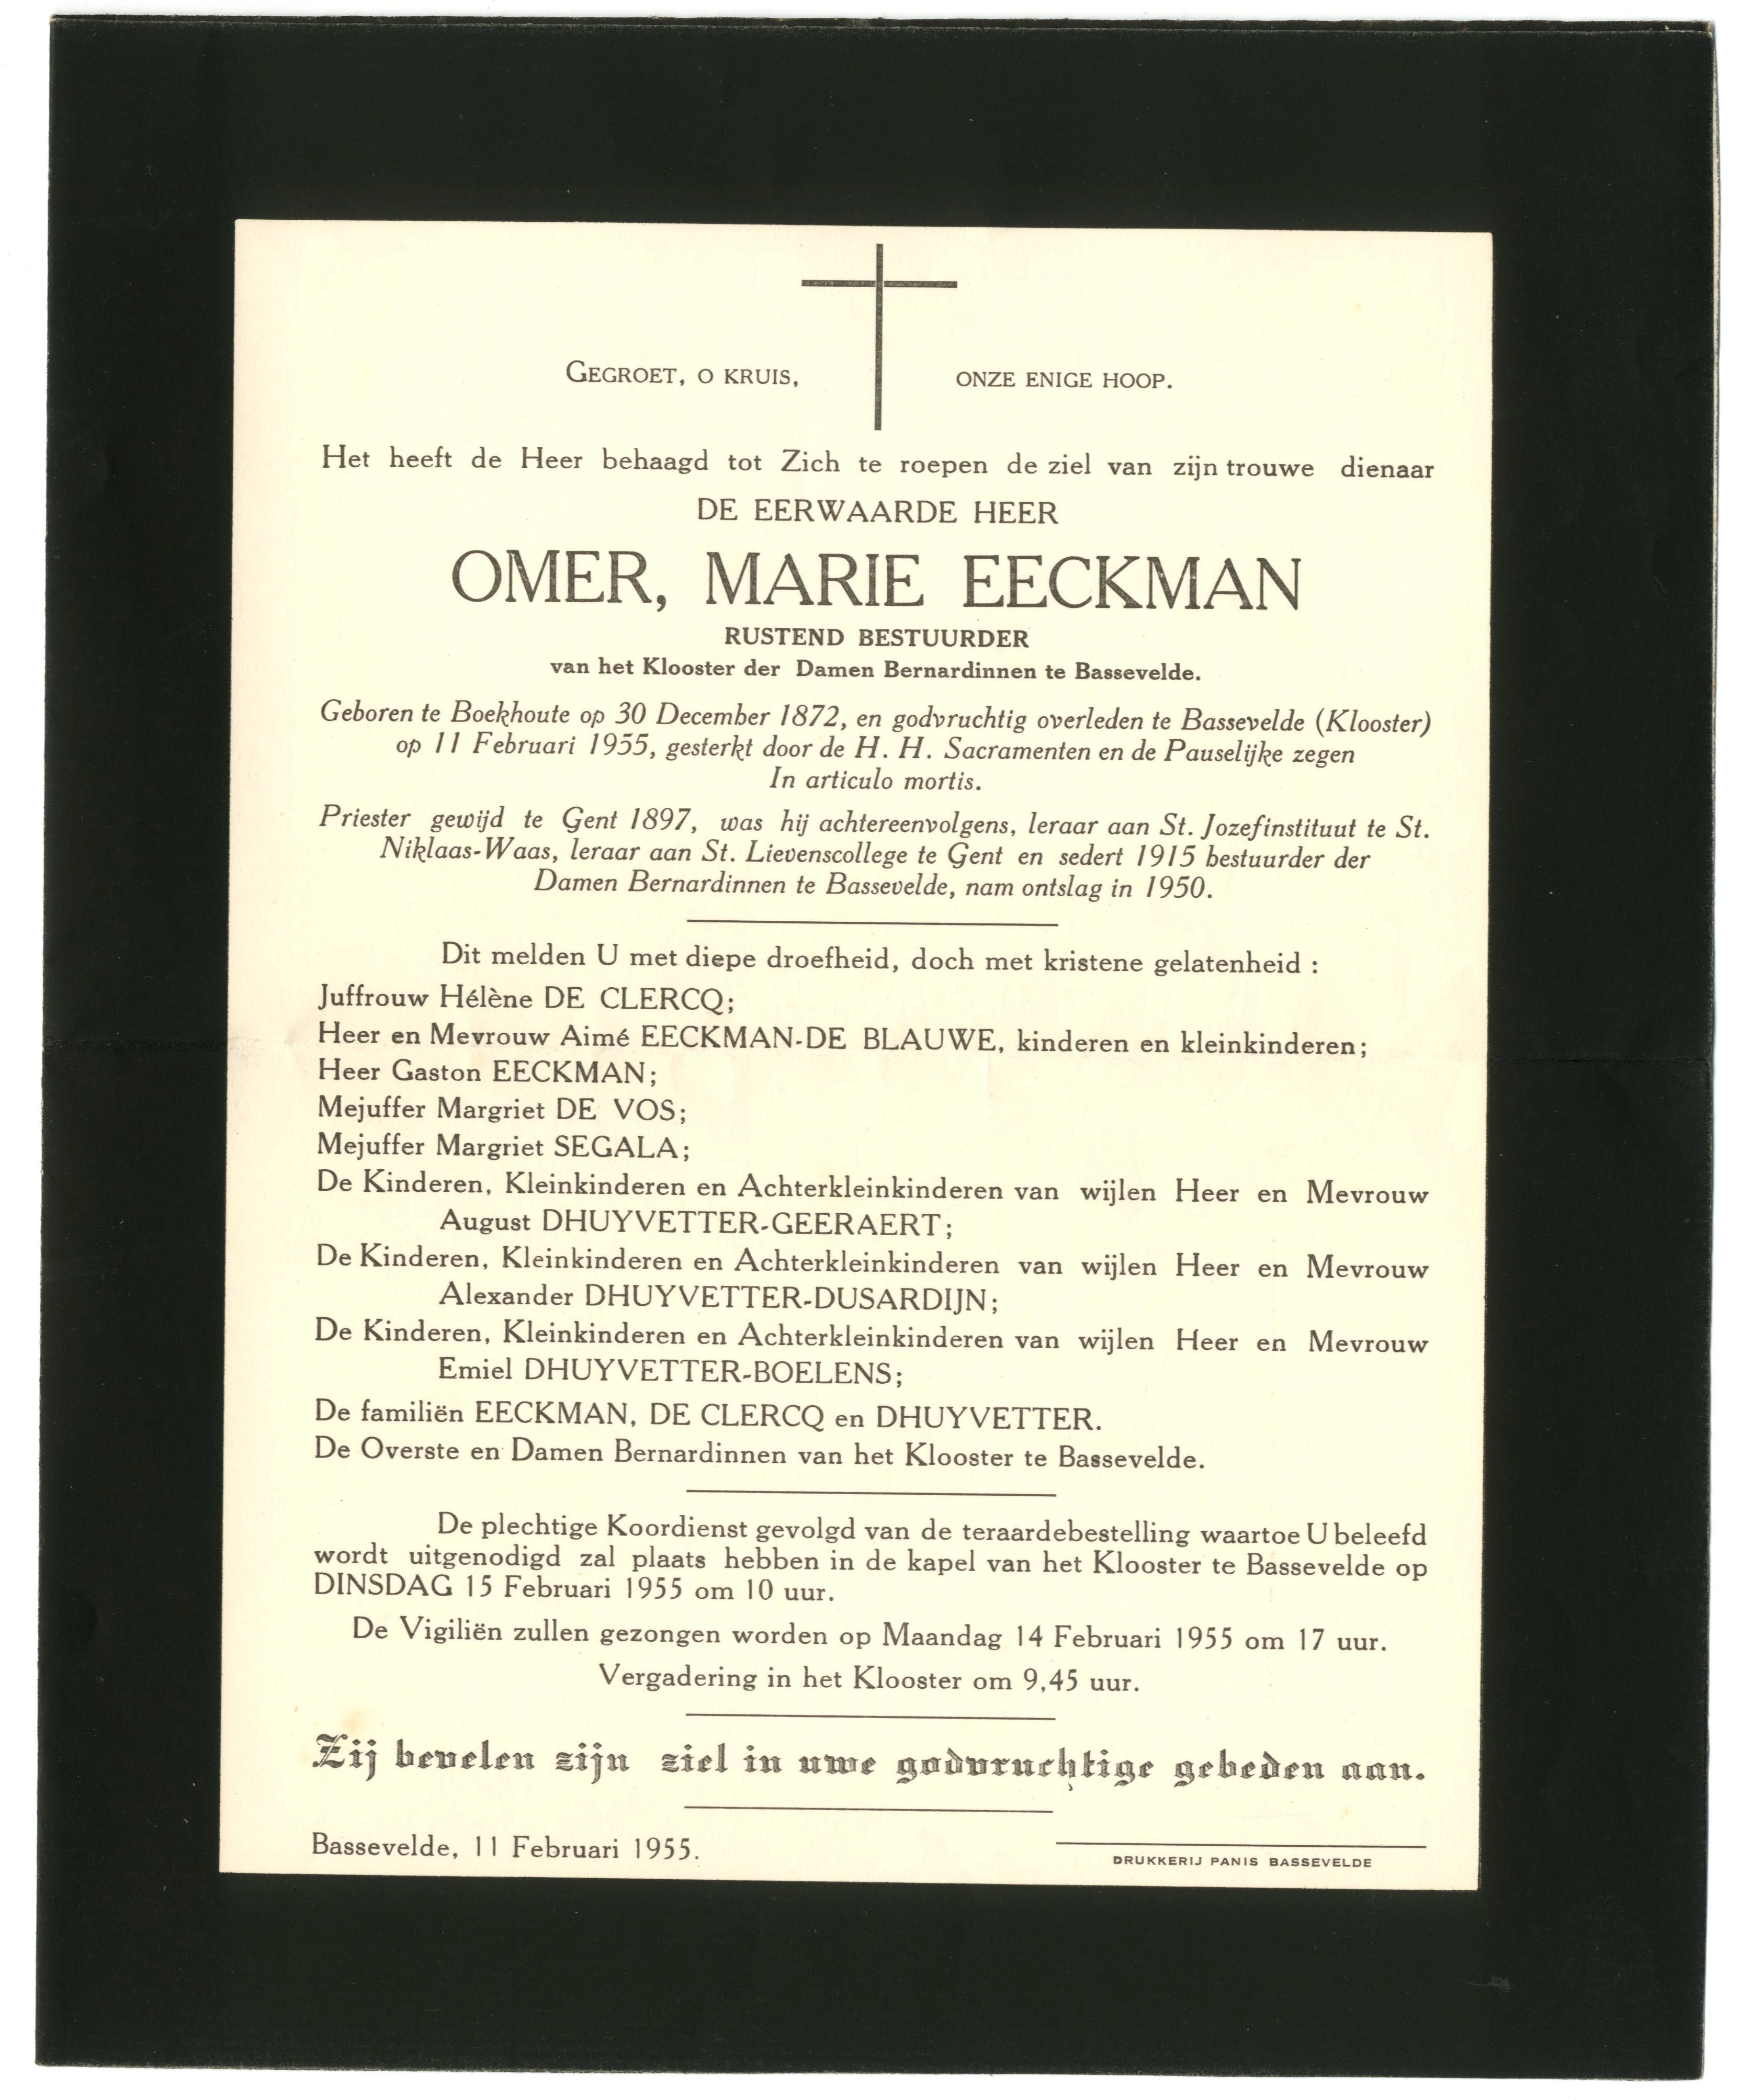 GEGROET, O KRUIS, ONZE ENIGE HOOP.
Het heeft de Heer behaagd tot Zich te roepen de ziel van zijn trouwe dienaar
DE EERWAARDE HEER
OMER, MARIE EECKMAN
RUSTEND BESTUURDER
van het Klooster der Damen Bernardinnen te Bassevelde.
Geboren te Boekhoute op 30 December 1872, en godvruchtig overleden te Bassevelde (Klooster)
op 11 Februari 1955, gesterkt door de H. H. Sacramenten en de Pauselijke zegen
In articulo mortis.
Priester gewijd te Gent 1897, was hij achtereenvolgens, leraar aan St. Jozefinstituut te St.
Niklaas-Waas, leraar aan St. Lievenscollege te Gent en sedert 1915 bestuurder der
Damen Bernardinnen te Bassevelde, nam ontslag in 1950.
Dit melden U met diepe droefheid, doch met kristene gelatenheid :
Juffrouw Hélène DE CLERCQ;
Heer en Mevrouw Aimé EECKMAN-DE BLAUWE, kinderen en kleinkinderen;
Heer Gaston EECKMAN;
Mejuffer Margriet DE VOS;
Mejuffer Margriet SEGALA;
De Kinderen, Kleinkinderen en Achterkleinkinderen van wijlen Heer en Mevrouw
August DHUYVETTER-GEERAERT;
De Kinderen, Kleinkinderen en Achterkleinkinderen van wijlen Heer en Mevrouw
Alexander DHUYVETTER-DUSARDIJN;
De Kinderen, Kleinkinderen en Achterkleinkinderen van wijlen Heer en Mevrouw
Emiel DHUYVETTER-BOELENS;
De familiën EECKMAN, DE CLERCQ en DHUYVETTER.
De Overste en Damen Bernardinnen van het Klooster te Bassevelde.
De plechtige Koordienst gevolgd van de teraardebestelling waartoe U beleefd
wordt uitgenodigd zal plaats hebben in de kapel van het Klooster te Bassevelde op
DINSDAG 15 Februari 1955 om 10 uur.
De Vigiliën zullen gezongen worden op Maandag 14 Februari 1955 om 17 uur.
Vergadering in het Klooster om 9,45 uur.
Zij bevelen zijn ziel in uwe godvruchtige gebeden aan.
Bassevelde, 11 Februari 1955.
DRUKKERIJ PANIS BASSEVELDE